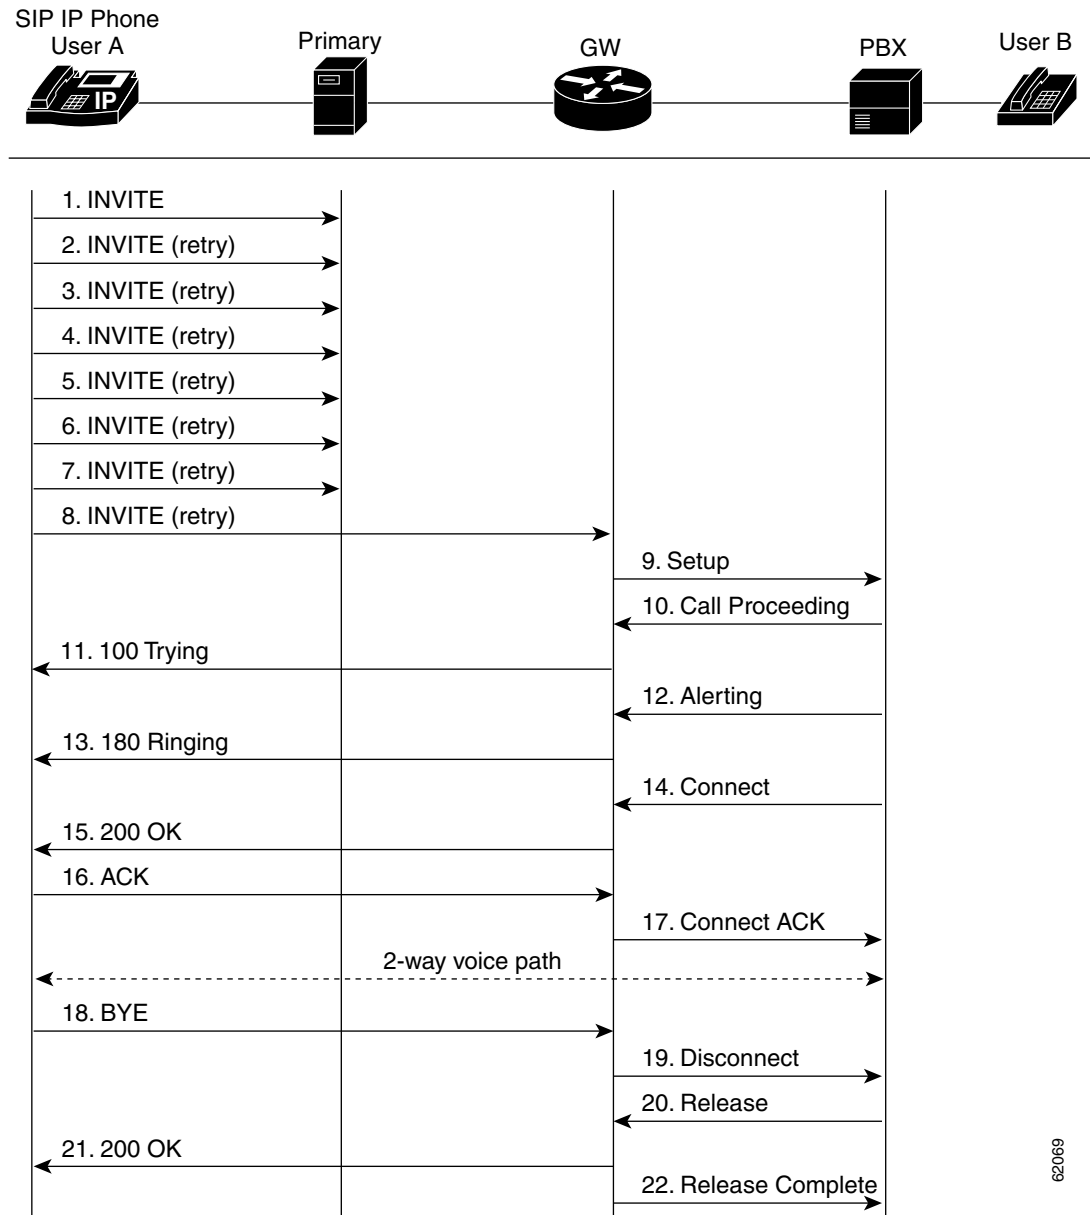 SIP IP Phone
User A
Primary
GW
PBX
User B
IP
1. INVITE
2. INVITE (retry)
3. INVITE (retry)
4. INVITE (retry)
5. INVITE (retry)
6. INVITE (retry)
7. INVITE (retry)
8. INVITE (retry)
9. Setup
10. Call Proceeding
11. 100 Trying
12. Alerting
13. 180 Ringing
14. Connect
15. 200 OK
16. ACK
17. Connect ACK
2-way voice path
18. BYE
19. Disconnect
20. Release
21. 200 OK
22. Release Complete
62069